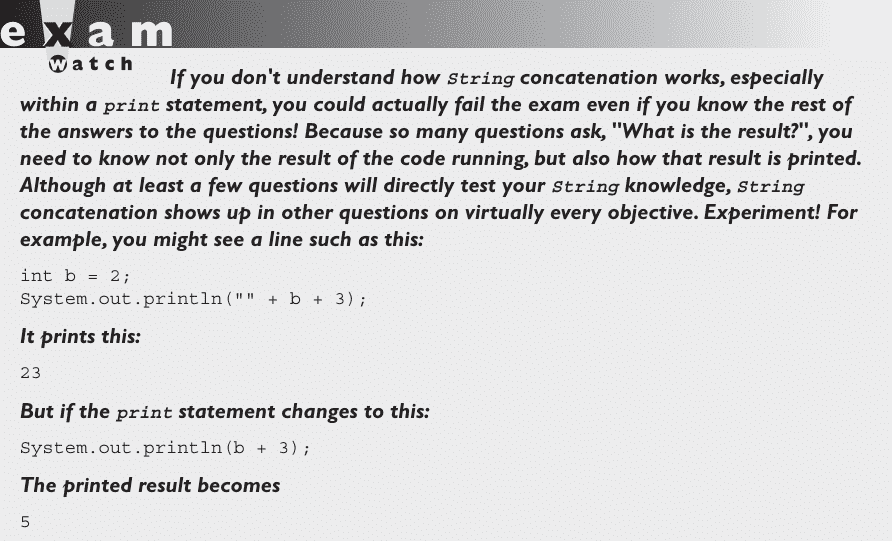 exam
watch
If you don't understand how String concatenation works, especially
within a print statement, you could actually fail the exam even if you know the rest of
the answers to the questions! Because so many questions ask, "What is the result?", you
need to know not only the result of the code running, but also how that result is printed.
Although at least a few questions will directly test your String knowledge, String
concatenation shows up in other questions on virtually every objective. Experiment! For
example, you might see a line such as this:
int b = 2;
System.out.println("" + b + 3);
It prints this:
23
But if the print statement changes to this:
System.out.println(b + 3);
The printed result becomes
5